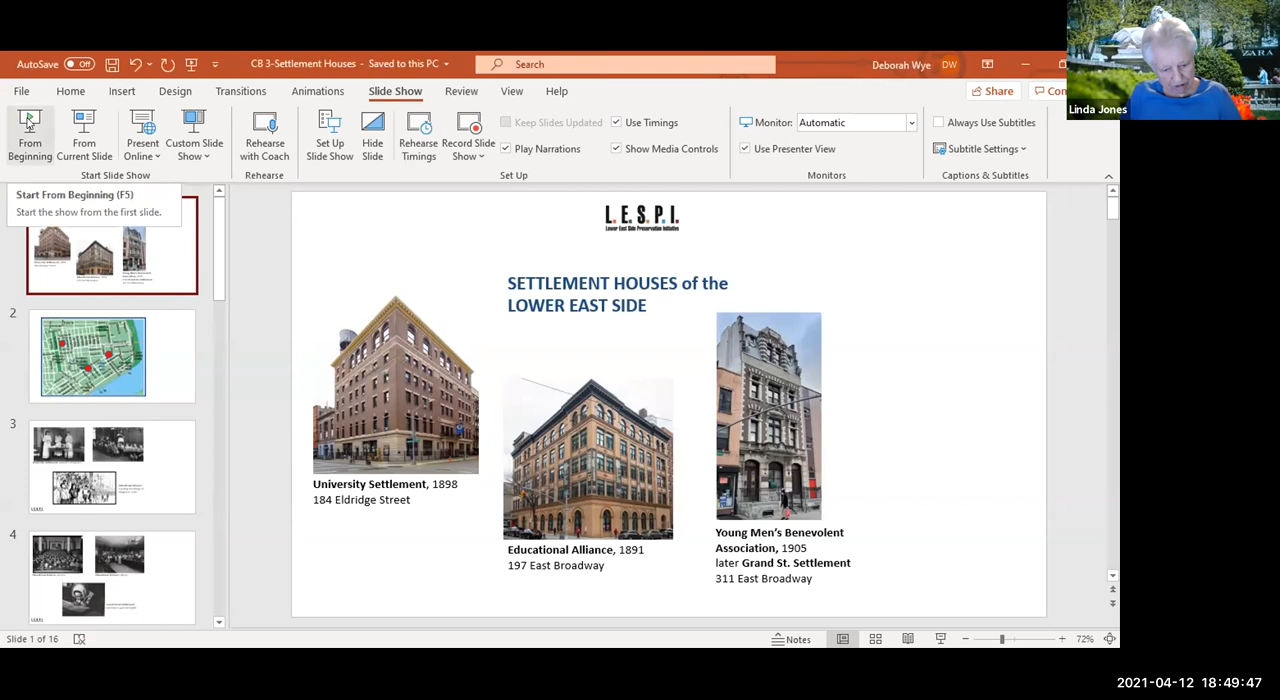 AutoSave Off
CB 3-Settlement Houses - Saved to this PC
Search
Deborah Wye DW
File Home Insert Design Transitions Animations Slide Show Review View Help
Share
From Beginning
From Current Slide
Present Online
Custom Slide Show
Start Slide Show
Rehearse with Coach
Rehearse
Set Up Slide Show
Hide Slide
Rehearse Timings
Record Slide Show
Keep Slides Updated
Use Timings
Play Narrations
Show Media Controls
Set Up
Monitor: Automatic
Use Presenter View
Monitors
Always Use Subtitles
Subtitle Settings
Captions & Subtitles
ZARA
Linda Jones
Start From Beginning (F5)
Start the show from the first slide.
2
3
4
L.E.S.P.I.
Lower East Side Preservation Initiative
SETTLEMENT HOUSES of the
LOWER EAST SIDE
University Settlement, 1898
184 Eldridge Street
Educational Alliance, 1891
197 East Broadway
Young Men's Benevolent
Association, 1905
later Grand St. Settlement
311 East Broadway
Slide 1 of 16
Notes
72%
2021-04-12 18:49:47